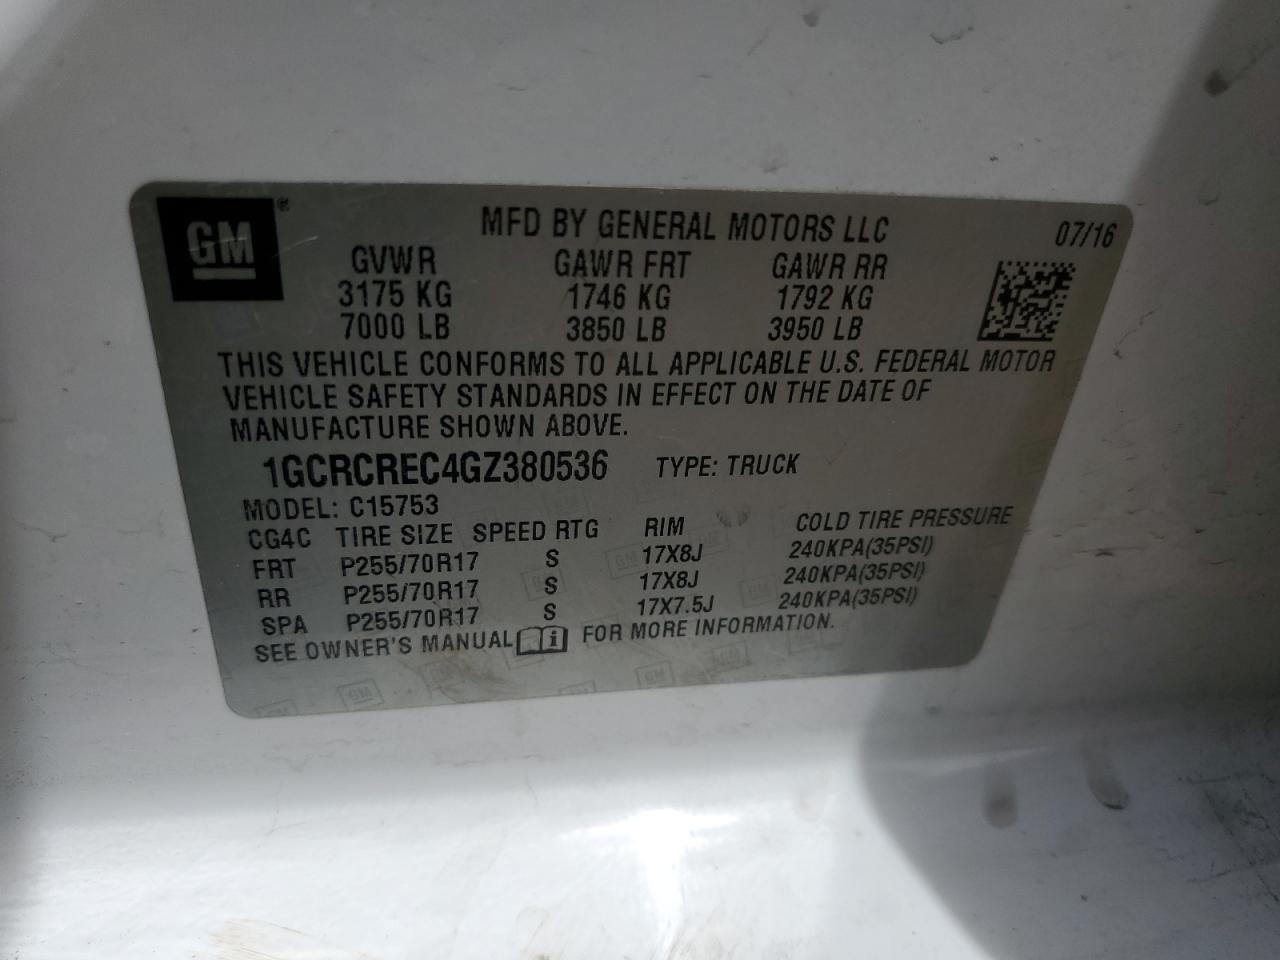 GM®
MFD BY GENERAL MOTORS LLC 07/16
GVWR GAWR FRT GAWR RR
3175 KG 1746 KG 1792 KG
7000 LB 3850 LB 3950 LB
THIS VEHICLE CONFORMS TO ALL APPLICABLE U.S. FEDERAL MOTOR
VEHICLE SAFETY STANDARDS IN EFFECT ON THE DATE OF
MANUFACTURE SHOWN ABOVE.
1GCRCREC4GZ380536 TYPE: TRUCK
MODEL: C15753
CG4C TIRE SIZE SPEED RTG RIM COLD TIRE PRESSURE
FRT P255/70R17 S 17X8J 240KPA(35PSI)
RR P255/70R17 S 17X8J 240KPA(35PSI)
SPA P255/70R17 S 17X7.5J 240KPA(35PSI)
SEE OWNER'S MANUAL i FOR MORE INFORMATION.